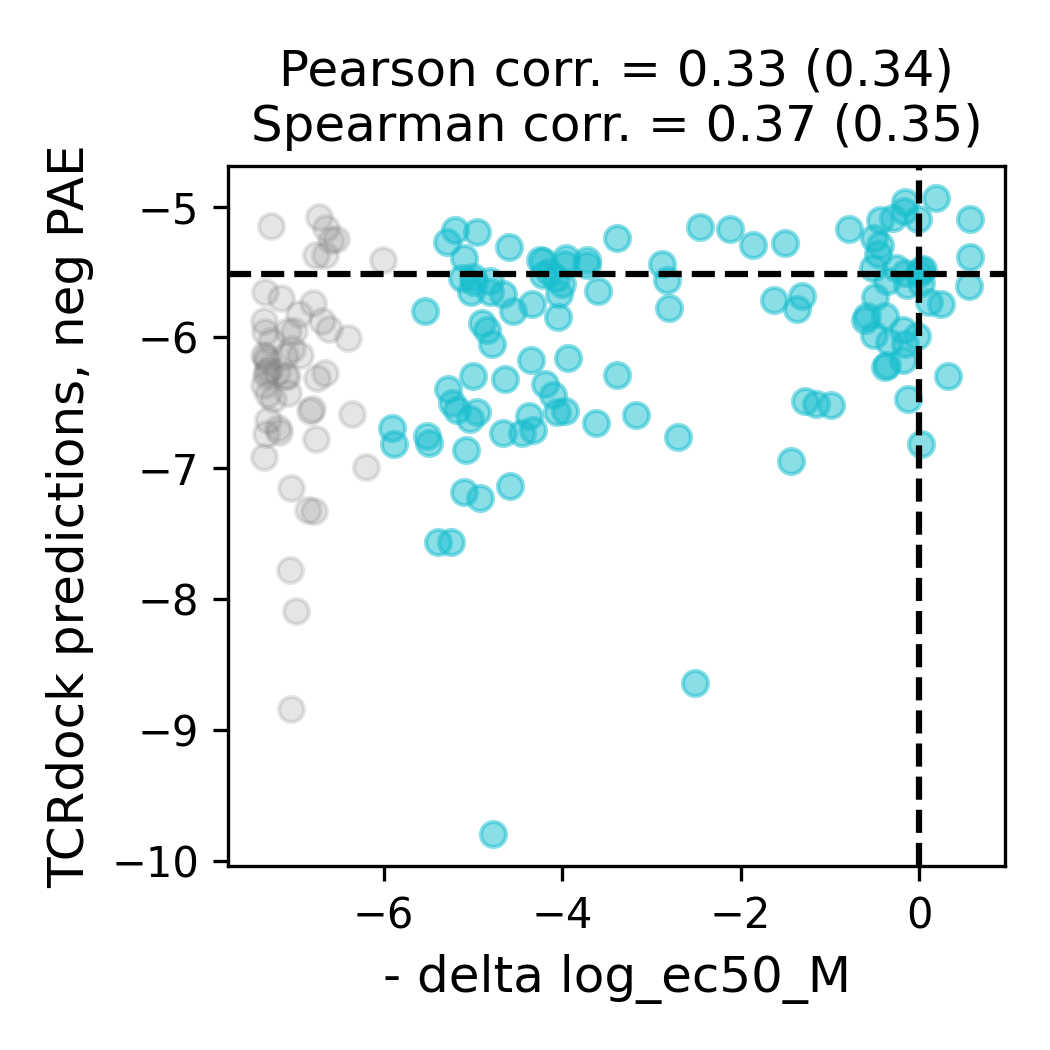 Pearson corr. = 0.33 (0.34)
Spearman corr. = 0.37 (0.35)
TCRdock predictions, neg PAE
−5
−6
−7
−8
−9
−10
−6
−4
−2
0
- delta log_ec50_M